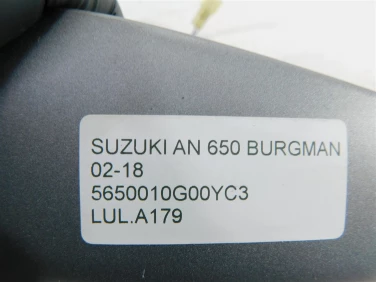 SUZUKI AN 650 BURGMAN
02-18
5650010G00YC3
LUL.A179